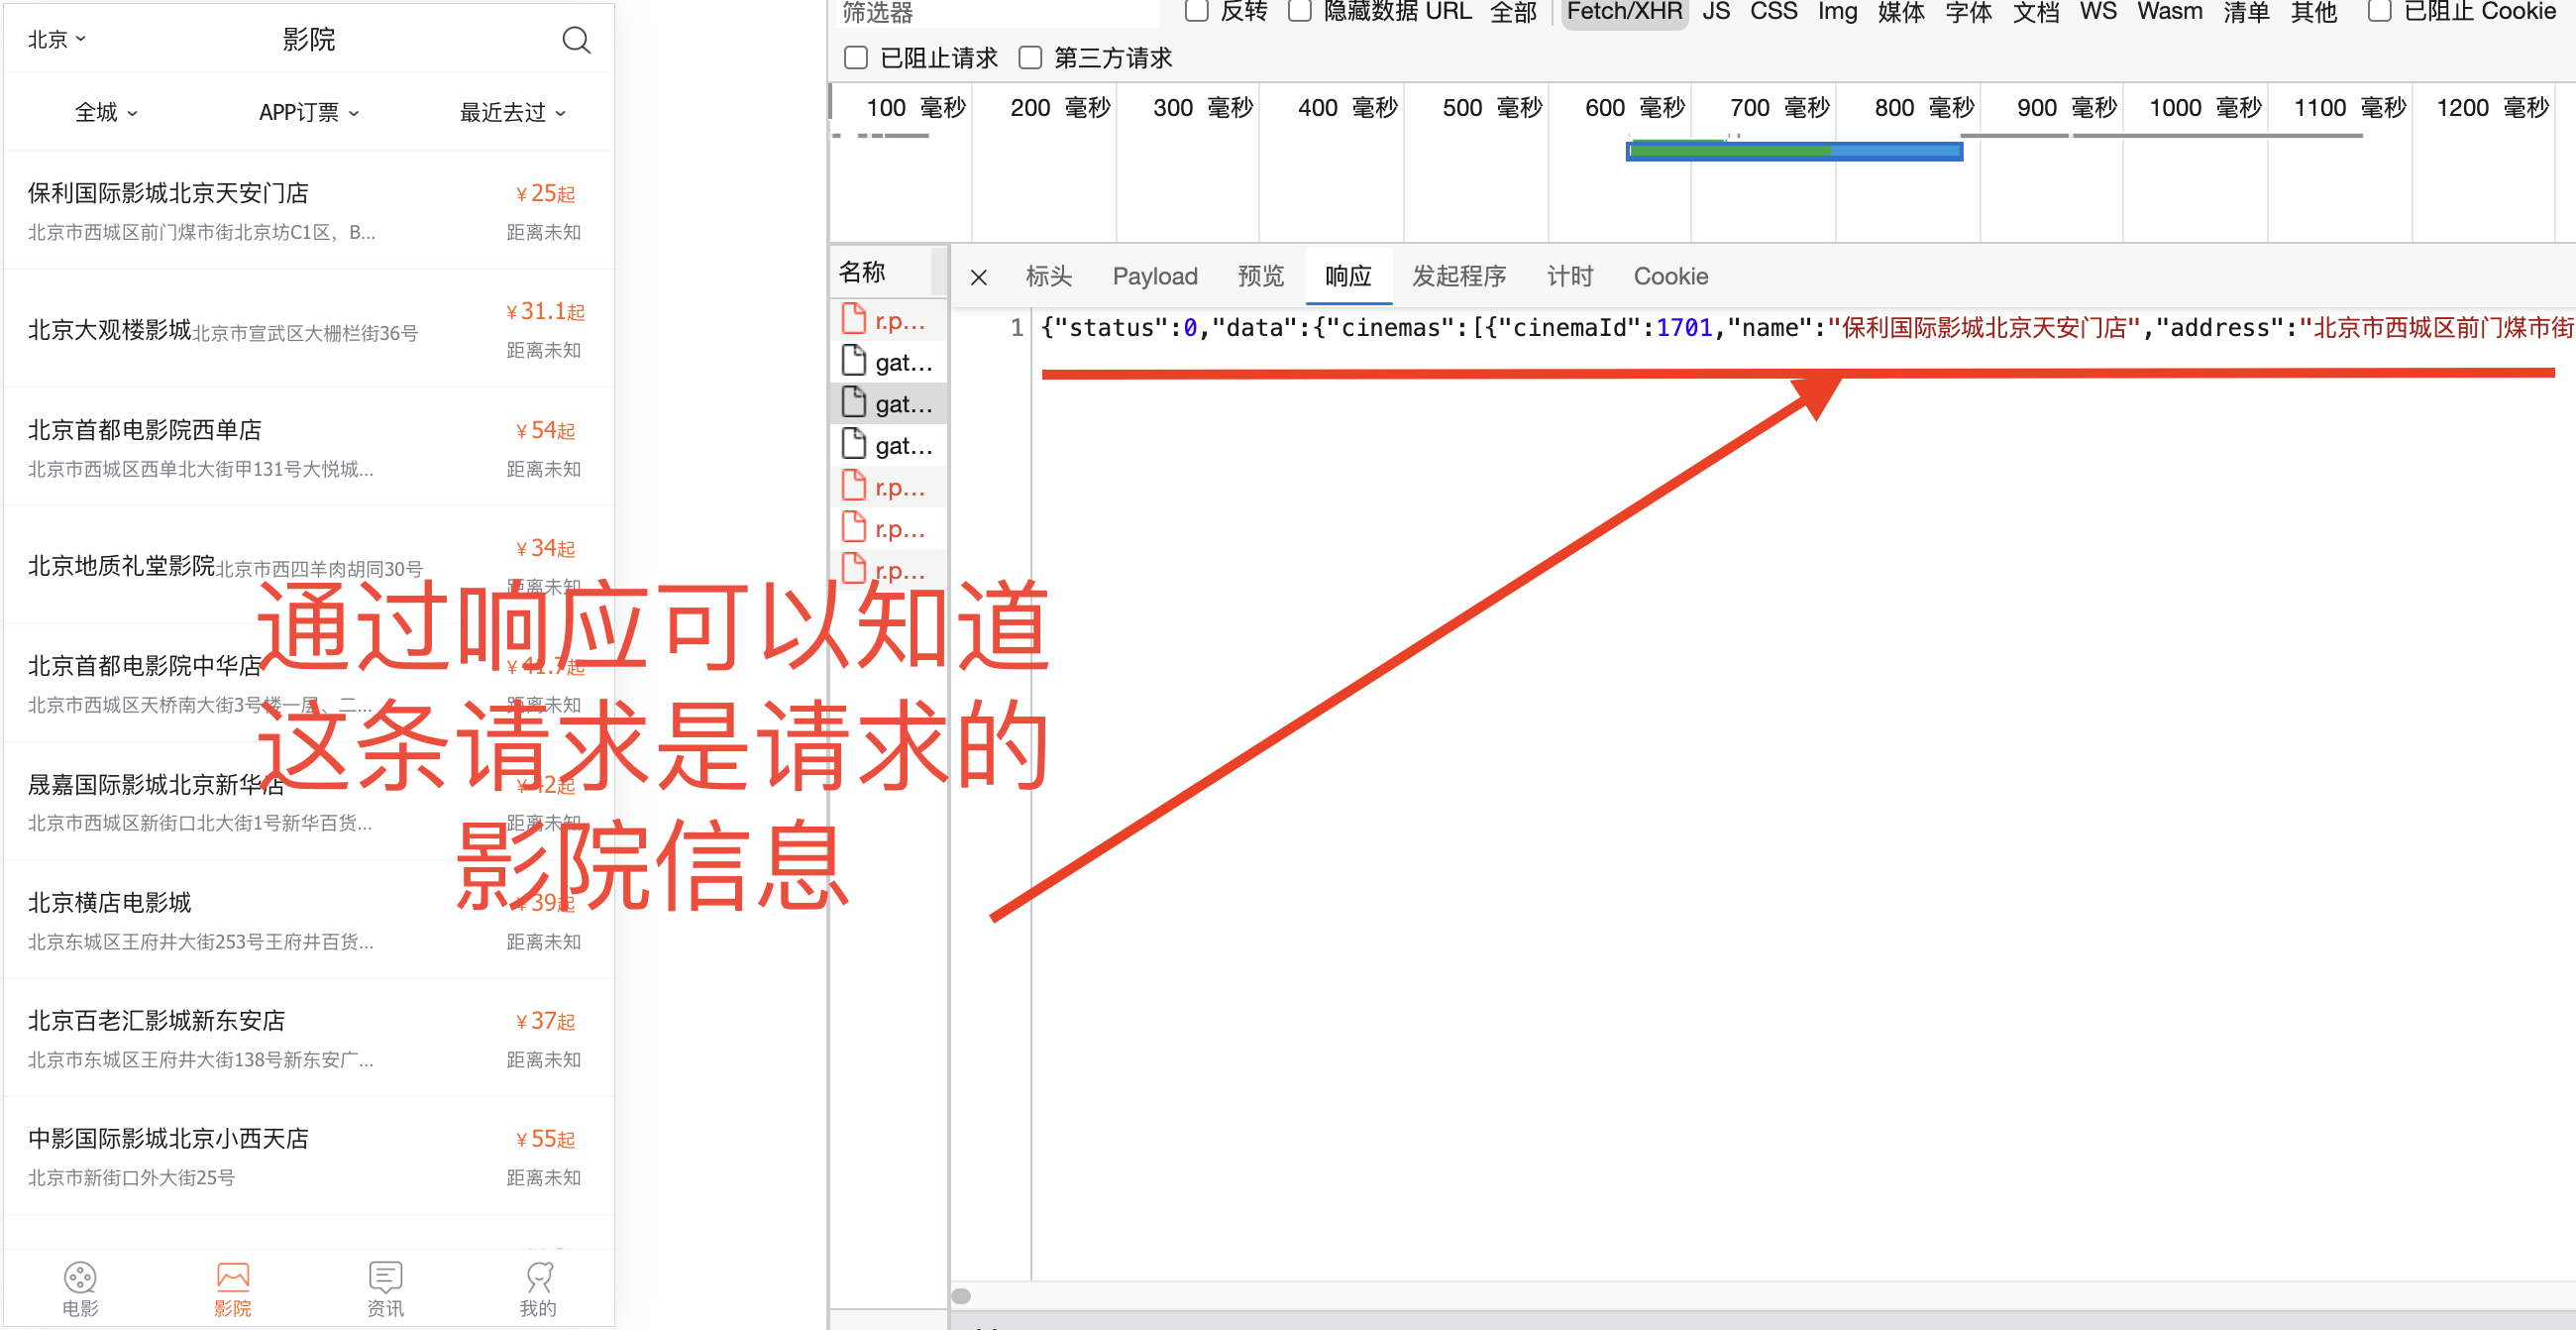 北京
影院
全城
APP订票
最近去过
保利国际影城北京天安门店
¥25起
北京市西城区前门煤市街北京坊C1区，B...
距离未知
北京大观楼影城北京市宣武区大栅栏街36号
¥31.1起
距离未知
北京首都电影院西单店
¥54起
北京市西城区西单北大街甲131号大悦城...
距离未知
北京地质礼堂影院北京市西四羊肉胡同30号
¥34起
距离未知
北京首都电影院中华店
¥41.7起
北京市西城区天桥南大街3号楼一层、二...
距离未知
晟嘉国际影城北京新华店
¥42起
北京市西城区新街口北大街1号新华百货...
距离未知
北京横店电影城
¥39起
北京东城区王府井大街253号王府井百货...
距离未知
北京百老汇影城新东安店
¥37起
北京市东城区王府井大街138号新东安广...
距离未知
中影国际影城北京小西天店
¥55起
北京市新街口外大街25号
距离未知
电影
影院
资讯
我的
通过响应可以知道
这条请求是请求的
影院信息
筛选器
反转
隐藏数据 URL
全部
Fetch/XHR
JS
CSS
Img
媒体
字体
文档
WS
Wasm
清单
其他
已阻止 Cookie
已阻止请求
第三方请求
100 毫秒
200 毫秒
300 毫秒
400 毫秒
500 毫秒
600 毫秒
700 毫秒
800 毫秒
900 毫秒
1000 毫秒
1100 毫秒
1200 毫秒
名称
r.p...
gat...
gat...
gat...
r.p...
r.p...
r.p...
标头
Payload
预览
响应
发起程序
计时
Cookie
1
{"status":0,"data":{"cinemas":[{"cinemaId":1701,"name":"保利国际影城北京天安门店","address":"北京市西城区前门煤市街